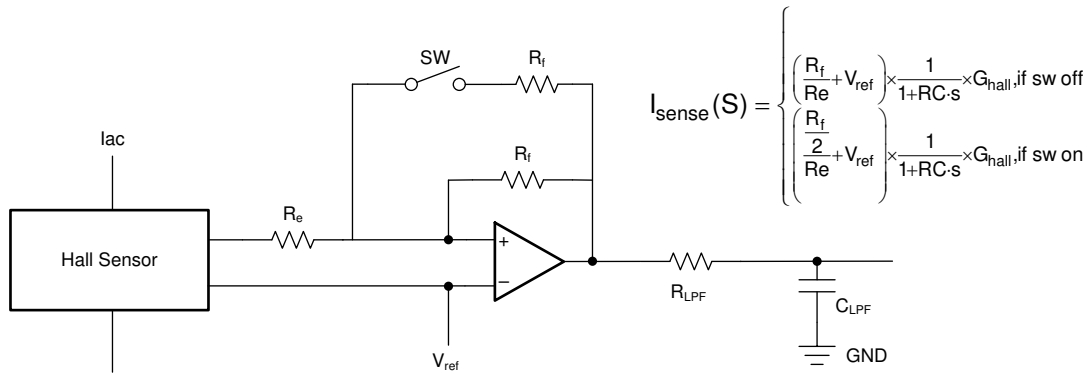 SW
R_f
R_f
Iac
Hall Sensor
R_e
+
−
V_ref
R_LPF
C_LPF
GND
I_sense(S) = { (R_f/Re + V_ref) × 1/(1+RC·s) × G_hall, if sw off
((R_f/2)/Re + V_ref) × 1/(1+RC·s) × G_hall, if sw on